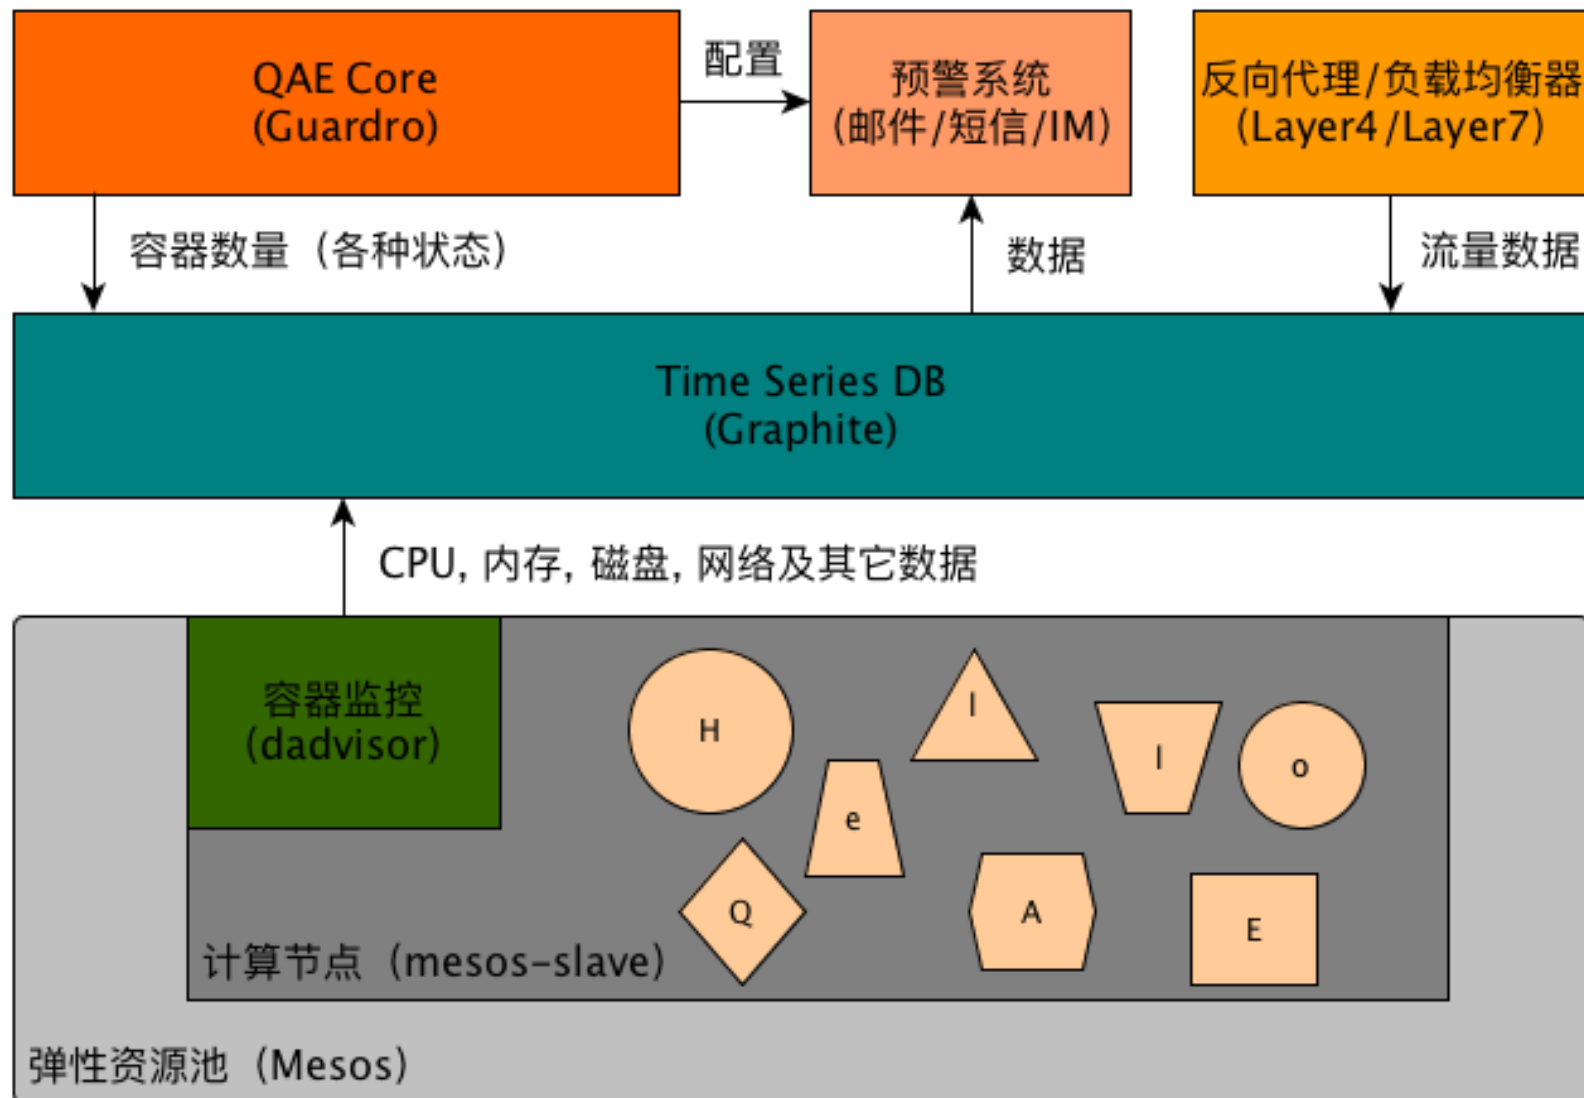 QAE Core
(Guardro)
配置
预警系统
(邮件/短信/IM)
反向代理/负载均衡器
(Layer4/Layer7)
容器数量（各种状态）
数据
流量数据
Time Series DB
(Graphite)
CPU, 内存, 磁盘, 网络及其它数据
容器监控
(dadvisor)
H
e
l
l
o
Q
A
E
计算节点（mesos-slave）
弹性资源池（Mesos）